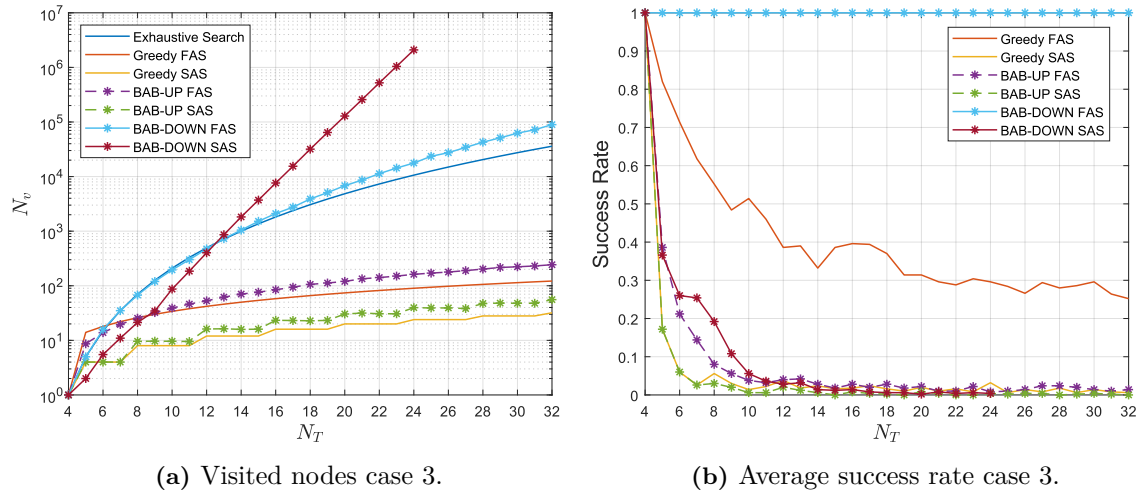 10^7
10^6
10^5
10^4
10^3
10^2
10^1
10^0
N_v
4 6 8 10 12 14 16 18 20 22 24 26 28 30 32
N_T
Exhaustive Search
Greedy FAS
Greedy SAS
BAB-UP FAS
BAB-UP SAS
BAB-DOWN FAS
BAB-DOWN SAS
(a) Visited nodes case 3.
1
0.9
0.8
0.7
0.6
0.5
0.4
0.3
0.2
0.1
0
Success Rate
4 6 8 10 12 14 16 18 20 22 24 26 28 30 32
N_T
Greedy FAS
Greedy SAS
BAB-UP FAS
BAB-UP SAS
BAB-DOWN FAS
BAB-DOWN SAS
(b) Average success rate case 3.